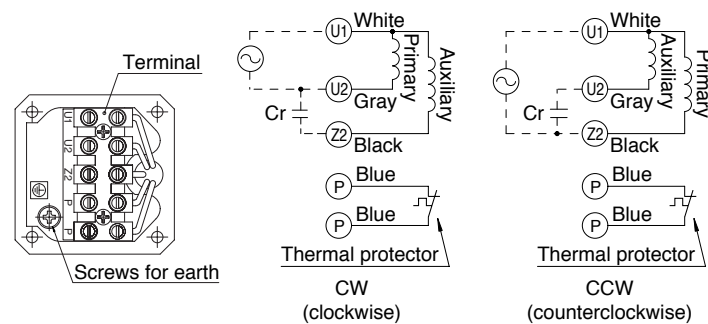 Terminal
U1
U2
Z2
P
P
Screws for earth
U1 White
Primary
Auxiliary
U2 Gray
Cr
Z2 Black
P Blue
P Blue
Thermal protector
CW
(clockwise)
U1 White
Auxiliary
Primary
U2 Gray
Cr
Z2 Black
P Blue
P Blue
Thermal protector
CCW
(counterclockwise)